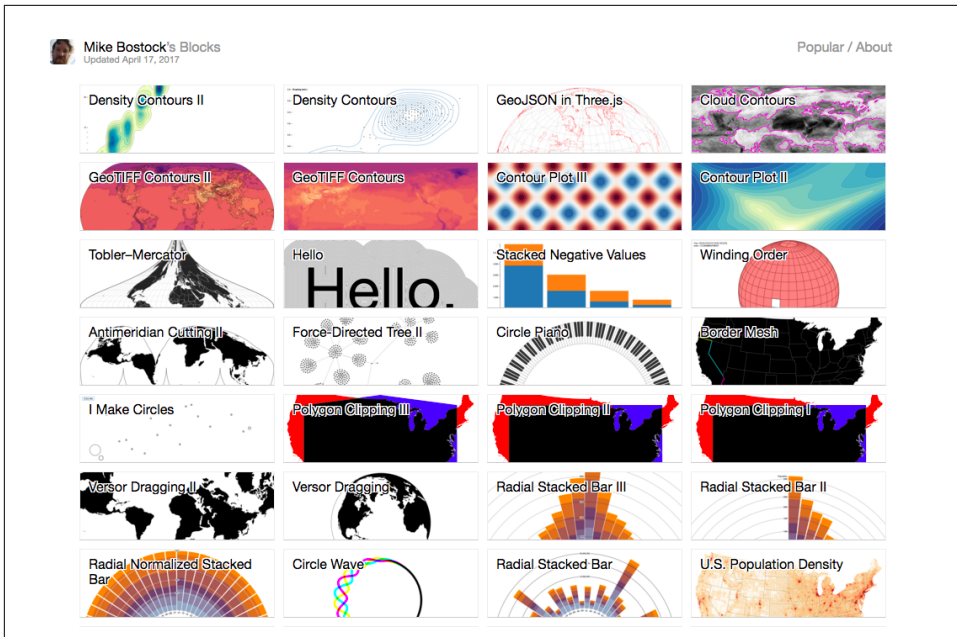 Mike Bostock's Blocks
Popular / About
Updated April 17, 2017
Density Contours II
Density Contours
GeoJSON in Three.js
Cloud Contours
GeoTIFF Contours II
GeoTIFF Contours
Contour Plot III
Contour Plot II
Tobler–Mercator
Hello
Stacked Negative Values
Winding Order
Hello.
Antimeridian Cutting II
Force-Directed Tree II
Circle Piano
Border Mesh
I Make Circles
Polygon Clipping III
Polygon Clipping II
Polygon Clipping I
Versor Dragging II
Versor Dragging
Radial Stacked Bar III
Radial Stacked Bar II
Radial Normalized Stacked
Bar
Circle Wave
Radial Stacked Bar
U.S. Population Density